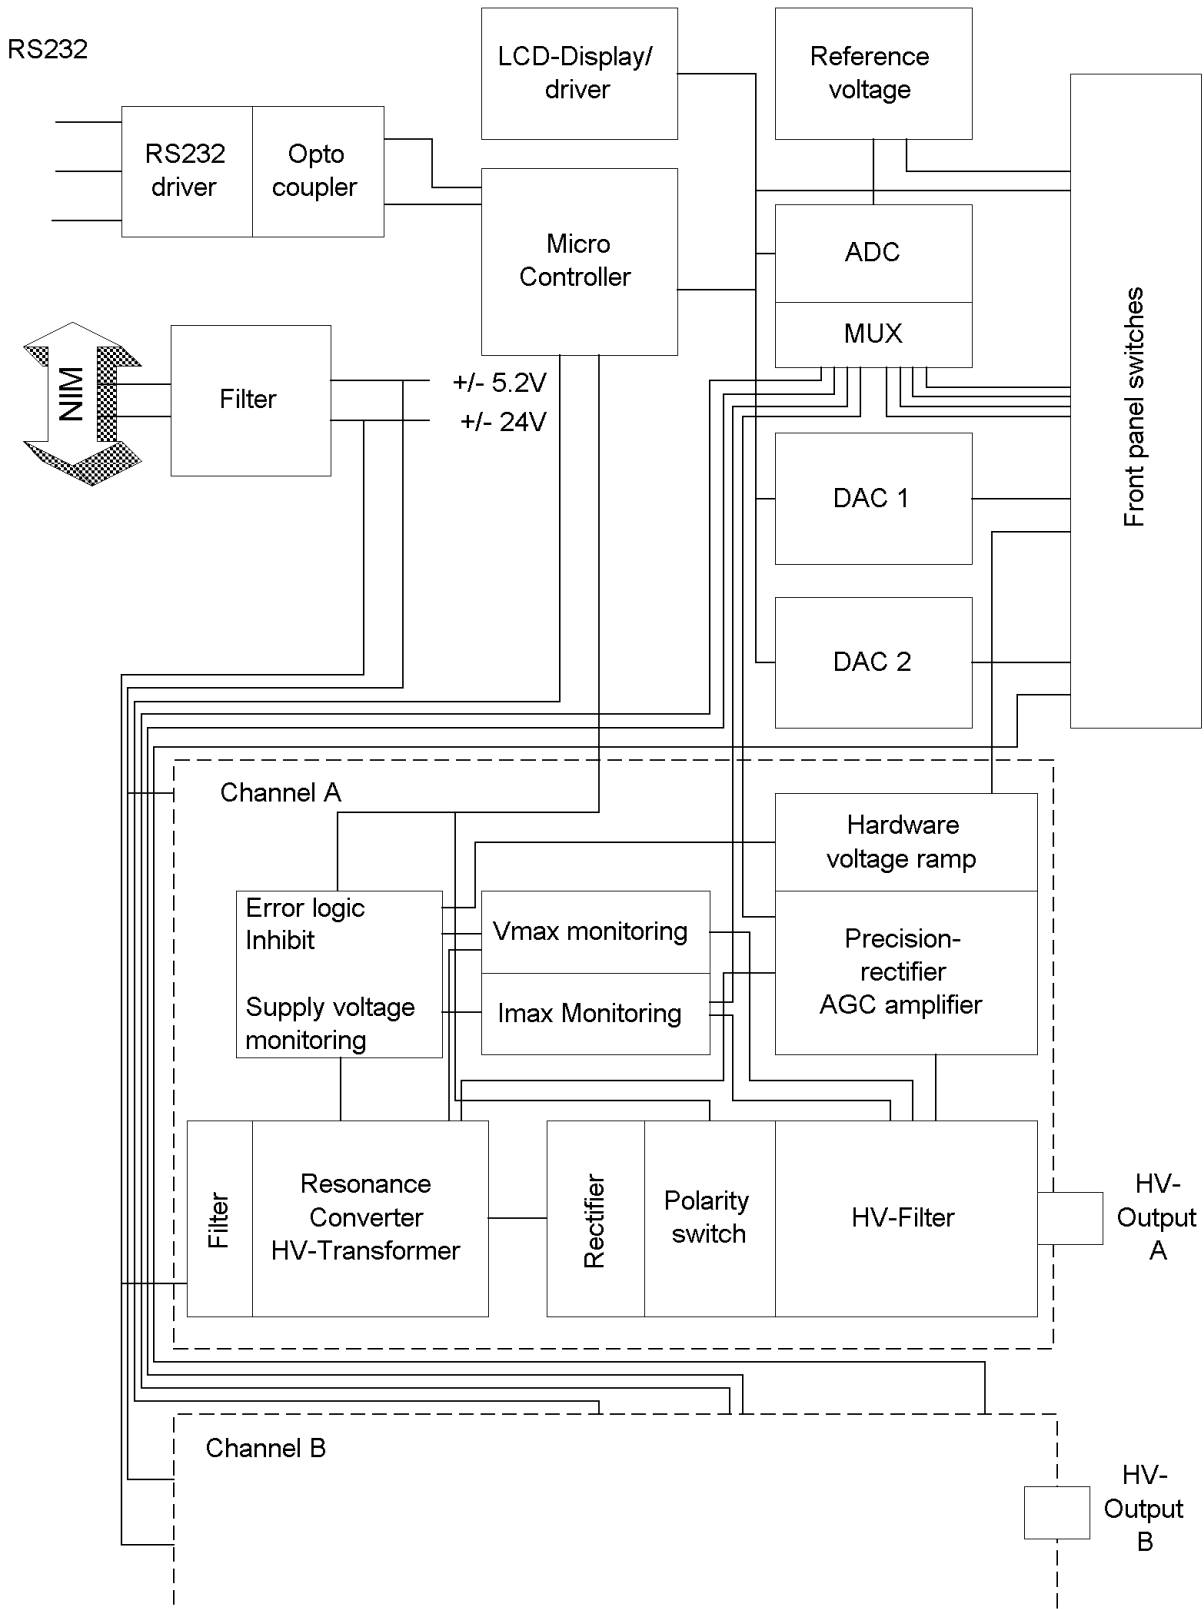 RS232
LCD-Display/
driver
Reference
voltage
RS232
driver
Opto
coupler
Micro
Controller
ADC
MUX
Front panel switches
NIM
Filter
+/- 5.2V
+/- 24V
DAC 1
DAC 2
Channel A
Hardware
voltage ramp
Error logic
Inhibit
Supply voltage
monitoring
Vmax monitoring
Imax Monitoring
Precision-
rectifier
AGC amplifier
Filter
Resonance
Converter
HV-Transformer
Rectifier
Polarity
switch
HV-Filter
HV-
Output
A
Channel B
HV-
Output
B